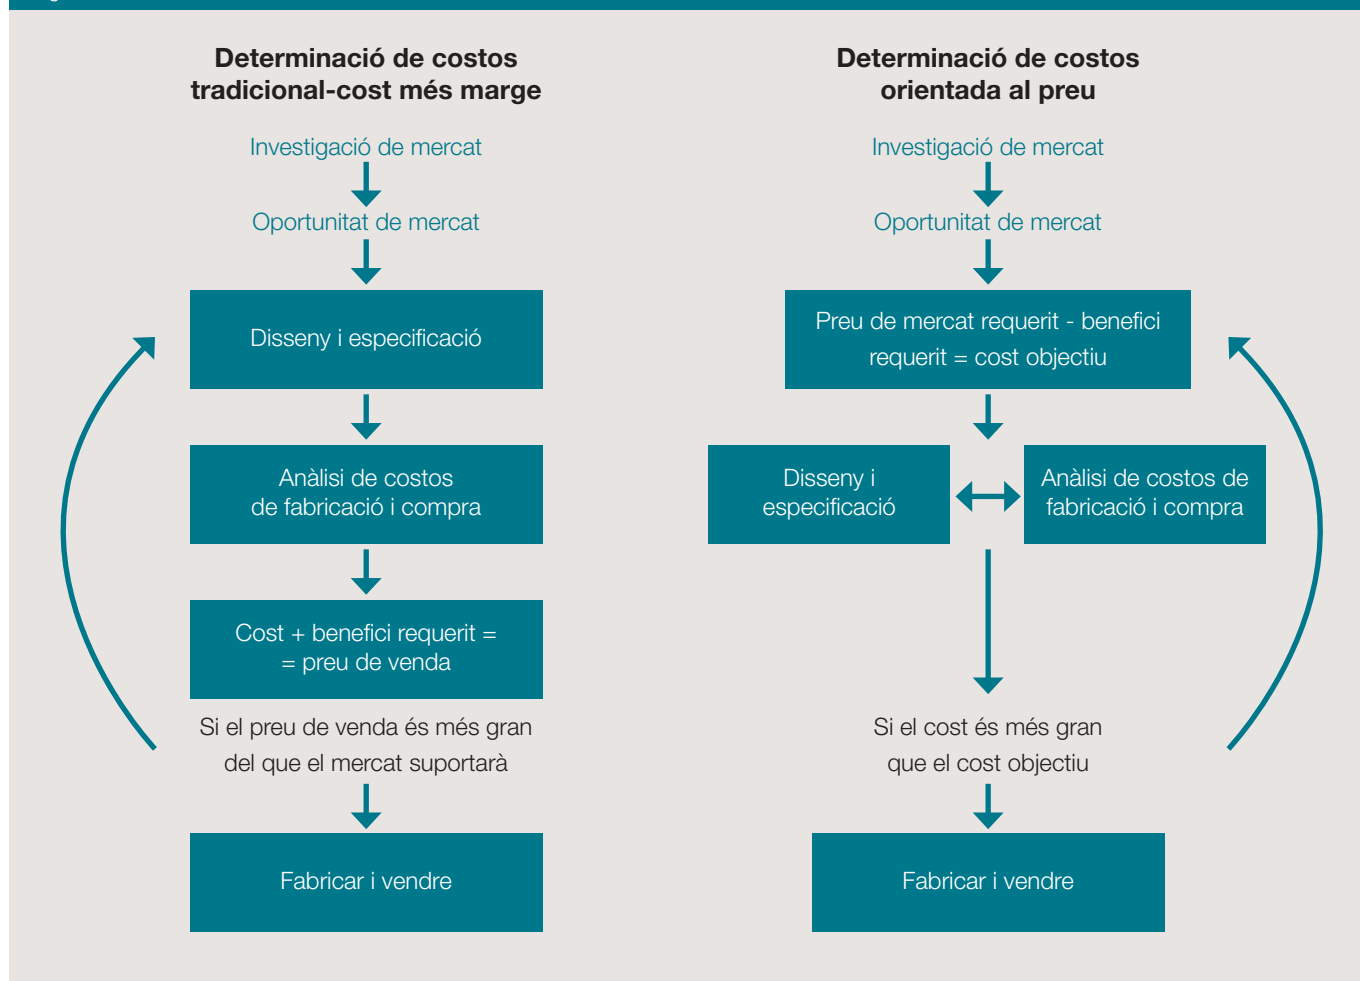 Determinació de costos
tradicional-cost més marge
Investigació de mercat
Oportunitat de mercat
Disseny i especificació
Anàlisi de costos
de fabricació i compra
Cost + benefici requerit =
= preu de venda
Si el preu de venda és més gran
del que el mercat suportarà
Fabricar i vendre
Determinació de costos
orientada al preu
Investigació de mercat
Oportunitat de mercat
Preu de mercat requerit - benefici
requerit = cost objectiu
Disseny i
especificació
Anàlisi de costos de
fabricació i compra
Si el cost és més gran
que el cost objectiu
Fabricar i vendre